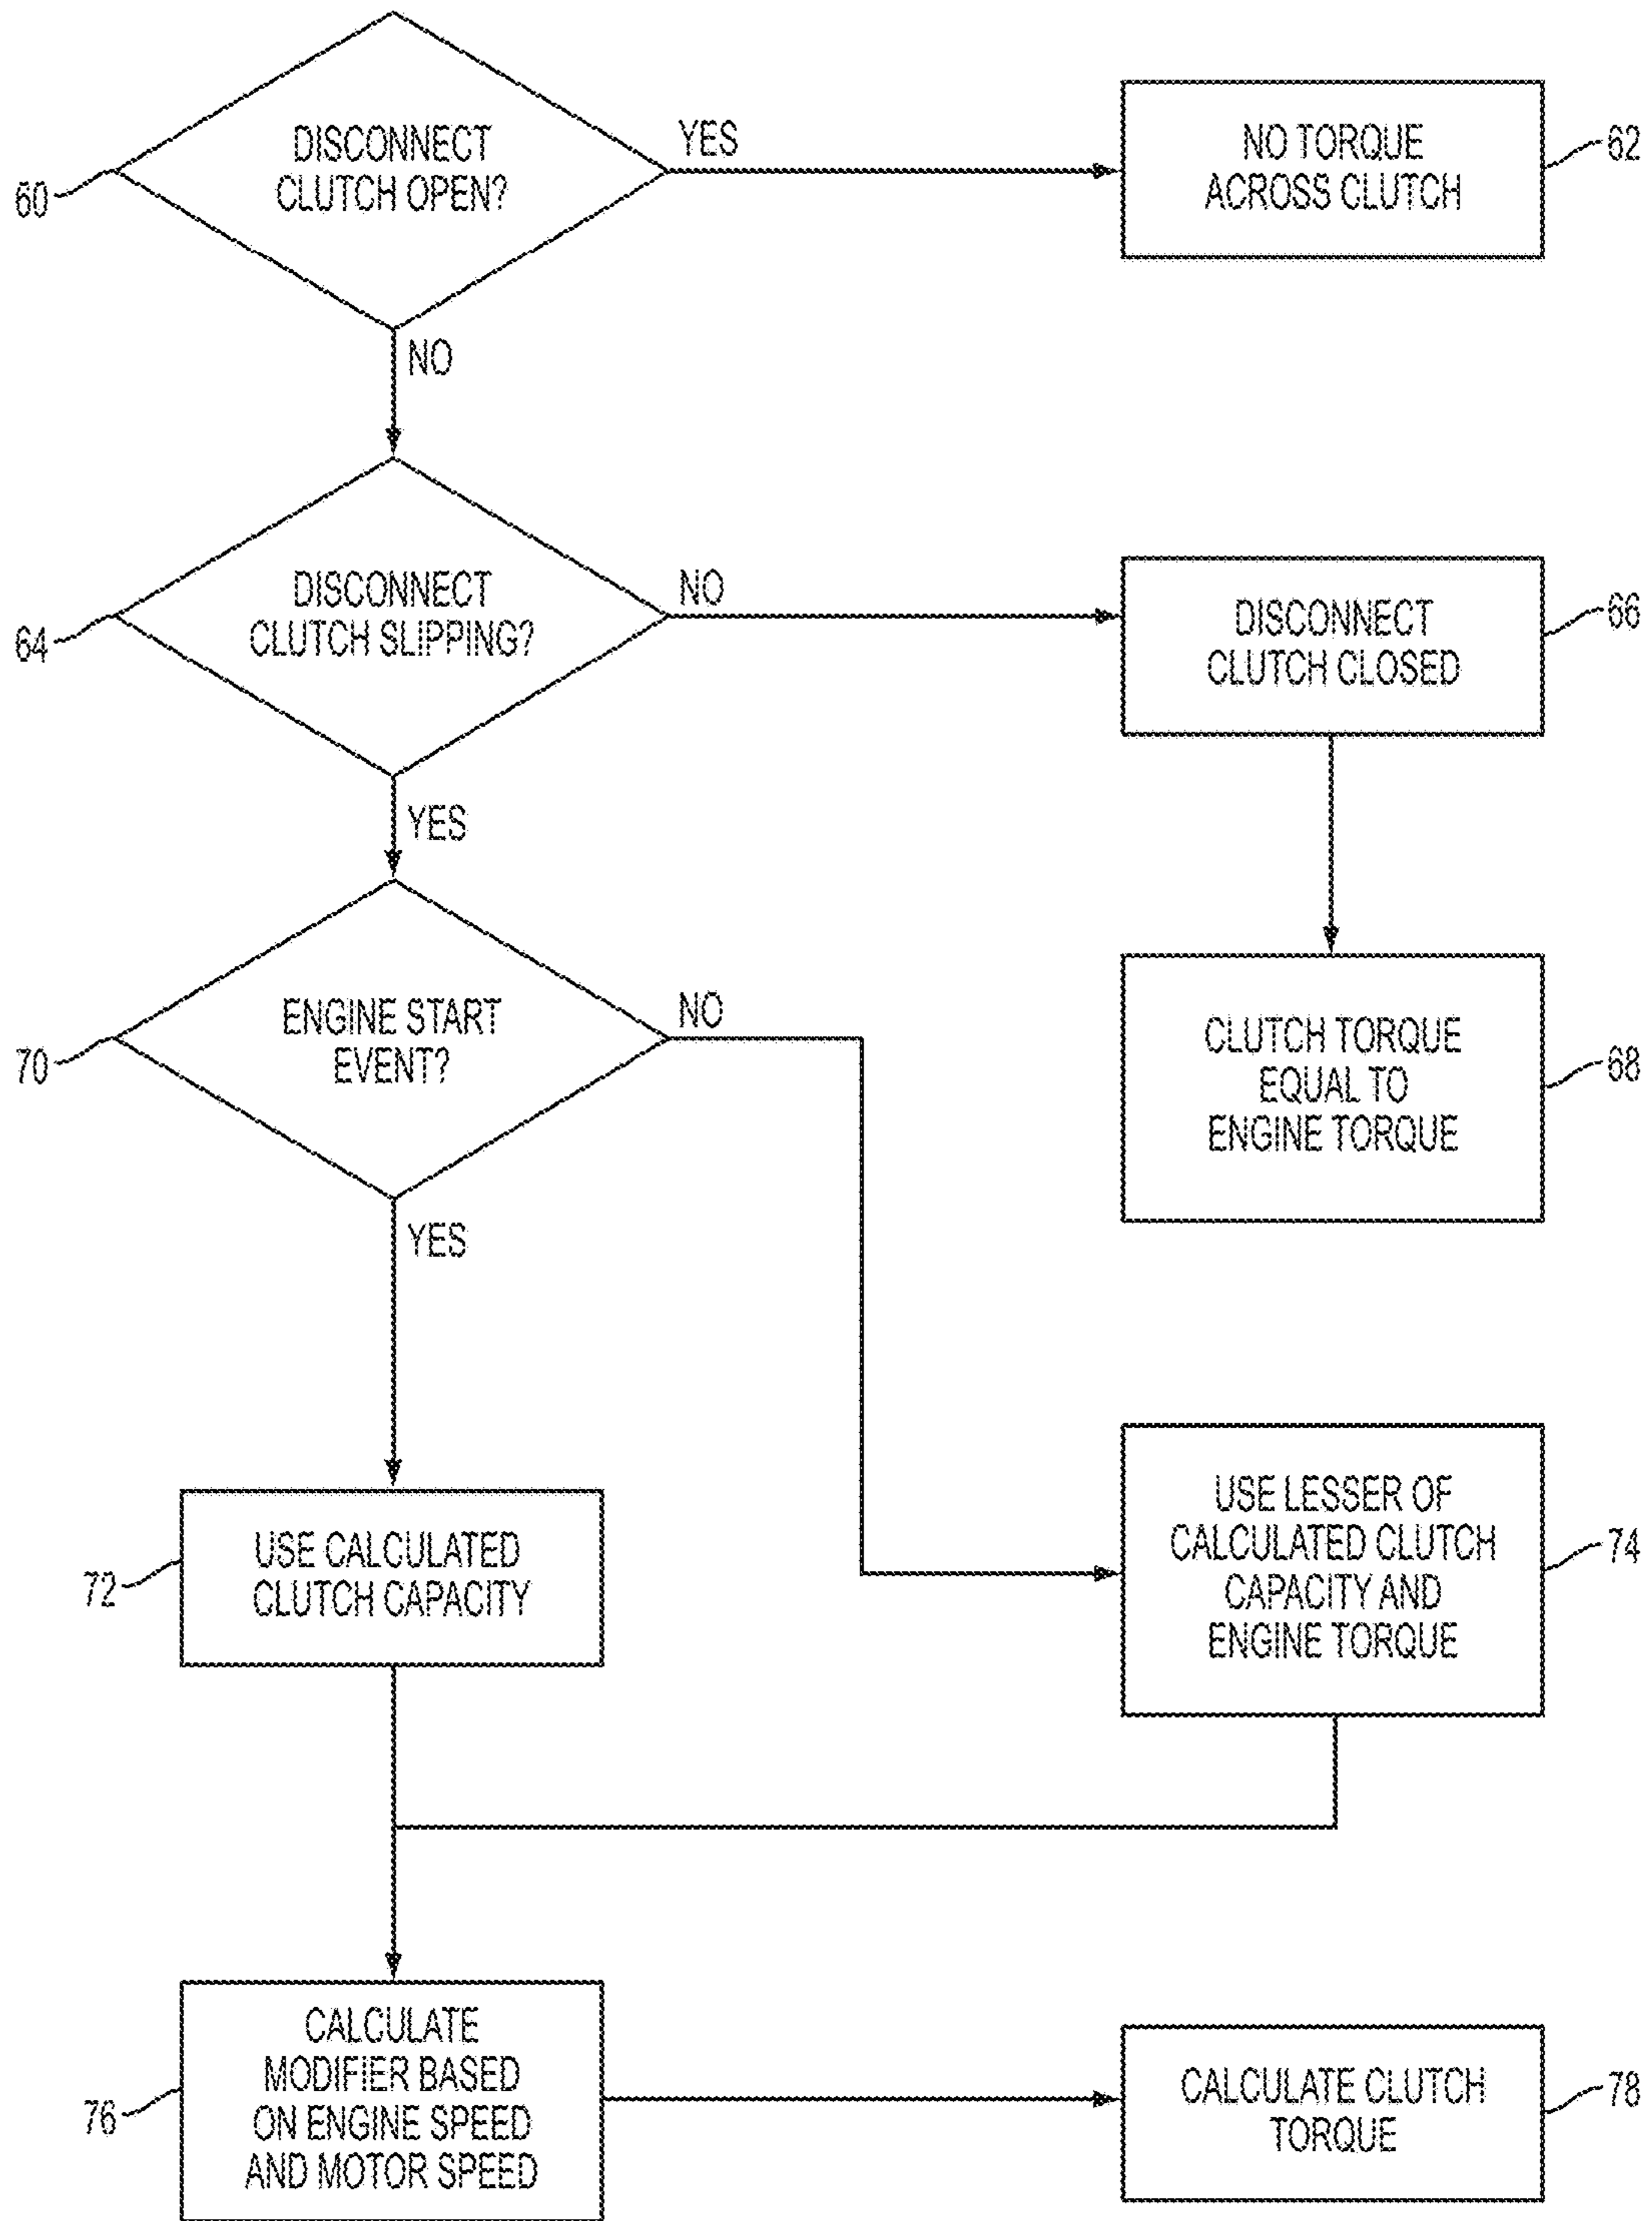 DISCONNECT
CLUTCH OPEN?
60
YES
NO TORQUE
ACROSS CLUTCH
62
NO
DISCONNECT
CLUTCH SLIPPING?
64
NO
DISCONNECT
CLUTCH CLOSED
66
YES
ENGINE START
EVENT?
70
NO
CLUTCH TORQUE
EQUAL TO
ENGINE TORQUE
68
YES
USE CALCULATED
CLUTCH CAPACITY
72
USE LESSER OF
CALCULATED CLUTCH
CAPACITY AND
ENGINE TORQUE
74
CALCULATE
MODIFIER BASED
ON ENGINE SPEED
AND MOTOR SPEED
76
CALCULATE CLUTCH
TORQUE
78